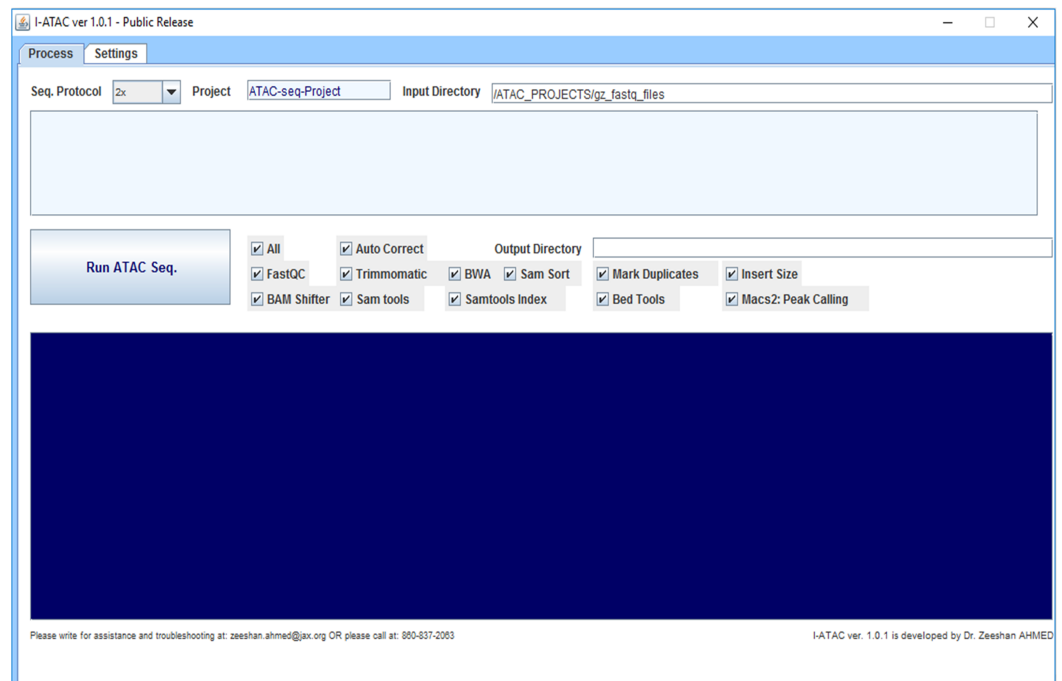 I-ATAC ver 1.0.1 - Public Release
Process Settings
Seq. Protocol 2x Project ATAC-seq-Project Input Directory /ATAC_PROJECTS/gz_fastq_files
Run ATAC Seq.
All Auto Correct Output Directory
FastQC Trimmomatic BWA Sam Sort Mark Duplicates Insert Size
BAM Shifter Sam tools Samtools Index Bed Tools Macs2: Peak Calling
Please write for assistance and troubleshooting at: zeeshan.ahmed@jax.org OR please call at: 860-837-2063 I-ATAC ver. 1.0.1 is developed by Dr. Zeeshan AHMED